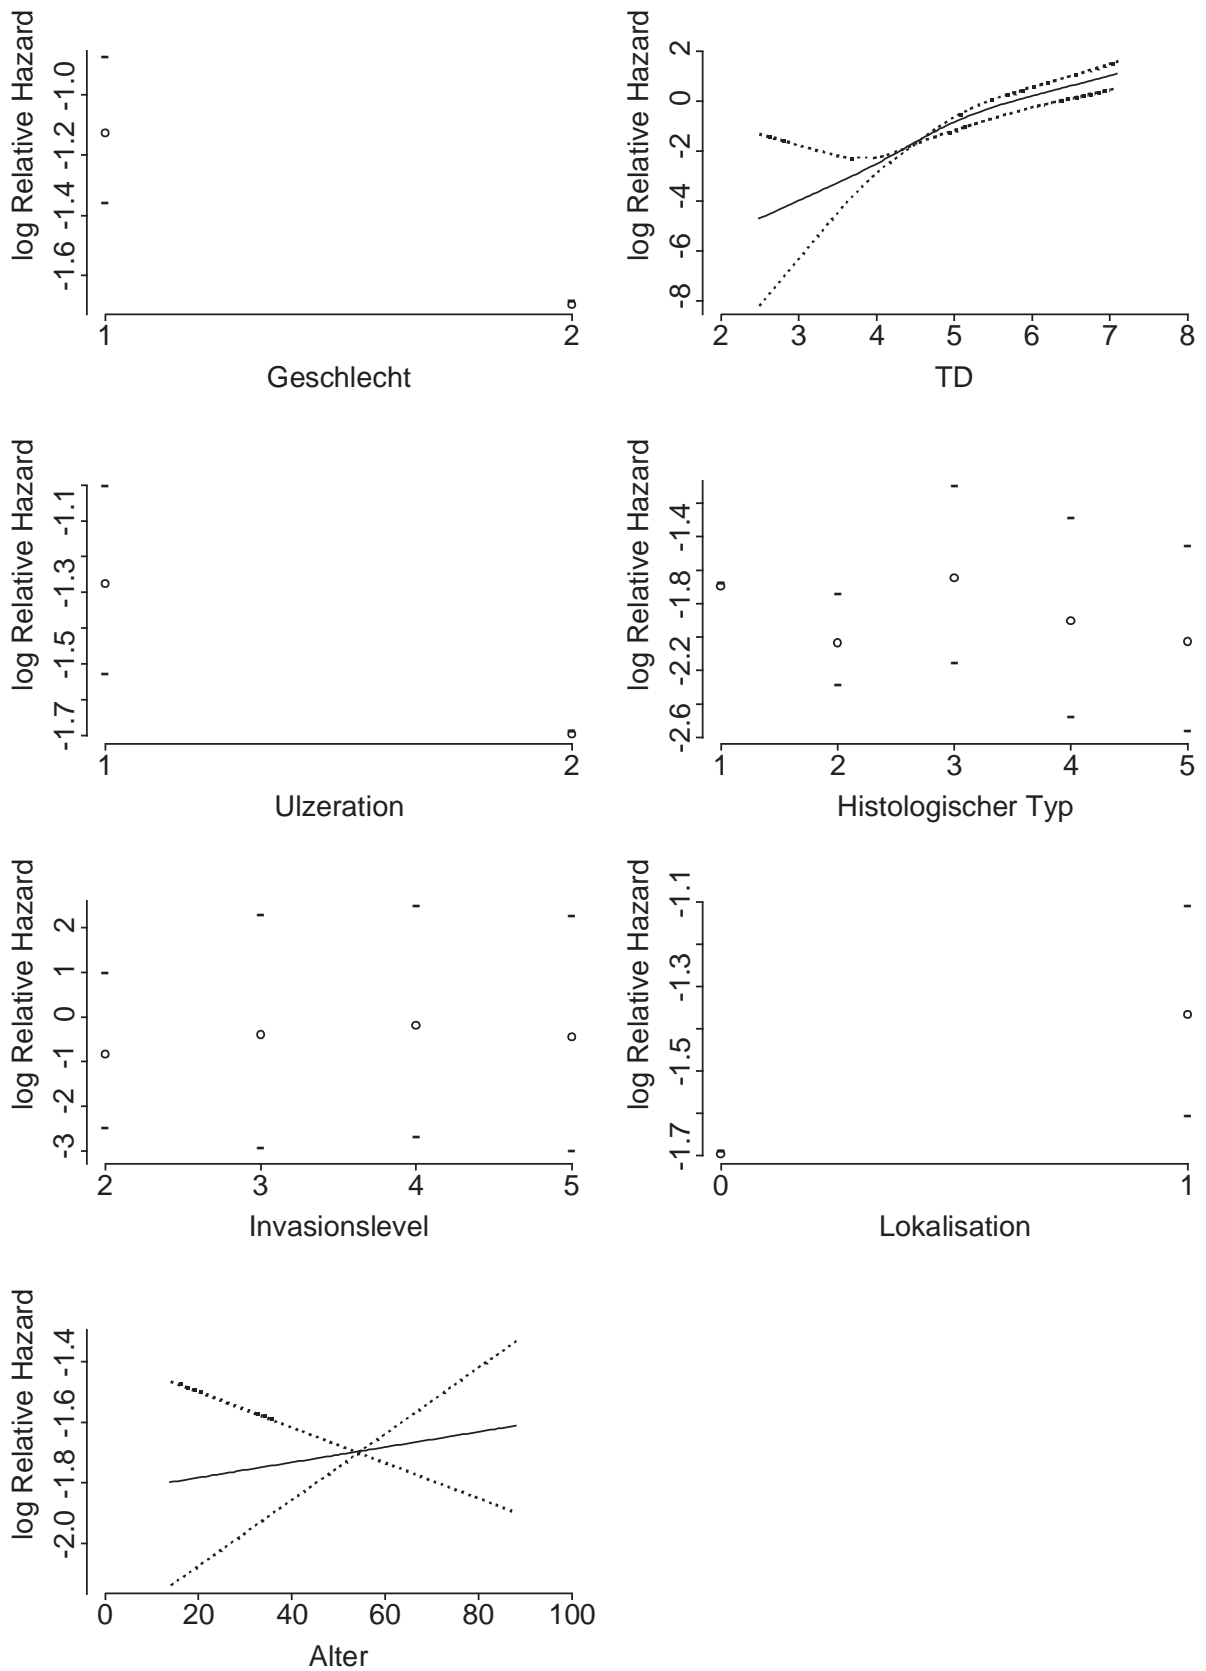 log Relative Hazard
-1.0
-1.2
-1.4
-1.6
1
2
Geschlecht
log Relative Hazard
2
0
-2
-4
-6
-8
2 3 4 5 6 7 8
TD
log Relative Hazard
-1.1
-1.3
-1.5
-1.7
1
2
Ulzeration
log Relative Hazard
-1.4
-1.8
-2.2
-2.6
1 2 3 4 5
Histologischer Typ
log Relative Hazard
2
1
0
-1
-2
-3
2 3 4 5
Invasionslevel
log Relative Hazard
-1.1
-1.3
-1.5
-1.7
0
1
Lokalisation
log Relative Hazard
-1.4
-1.6
-1.8
-2.0
0 20 40 60 80 100
Alter